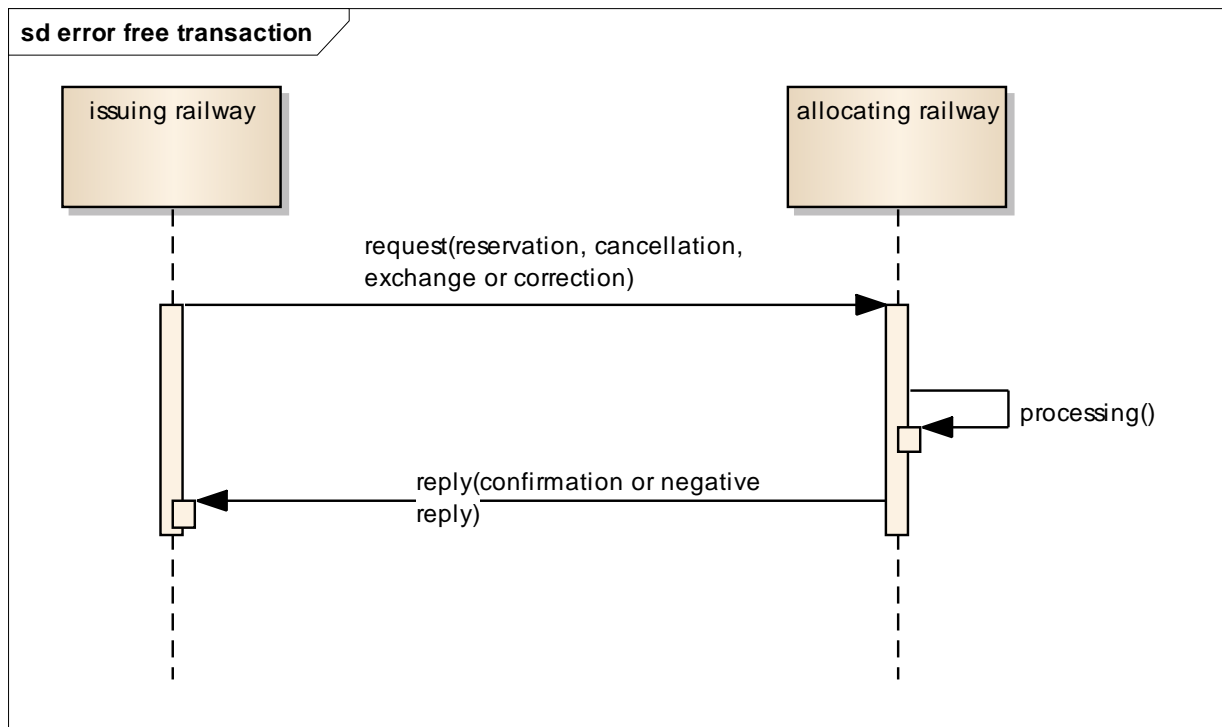 sd error free transaction
issuing railway
allocating railway
request(reservation, cancellation,
exchange or correction)
processing()
reply(confirmation or negative
reply)